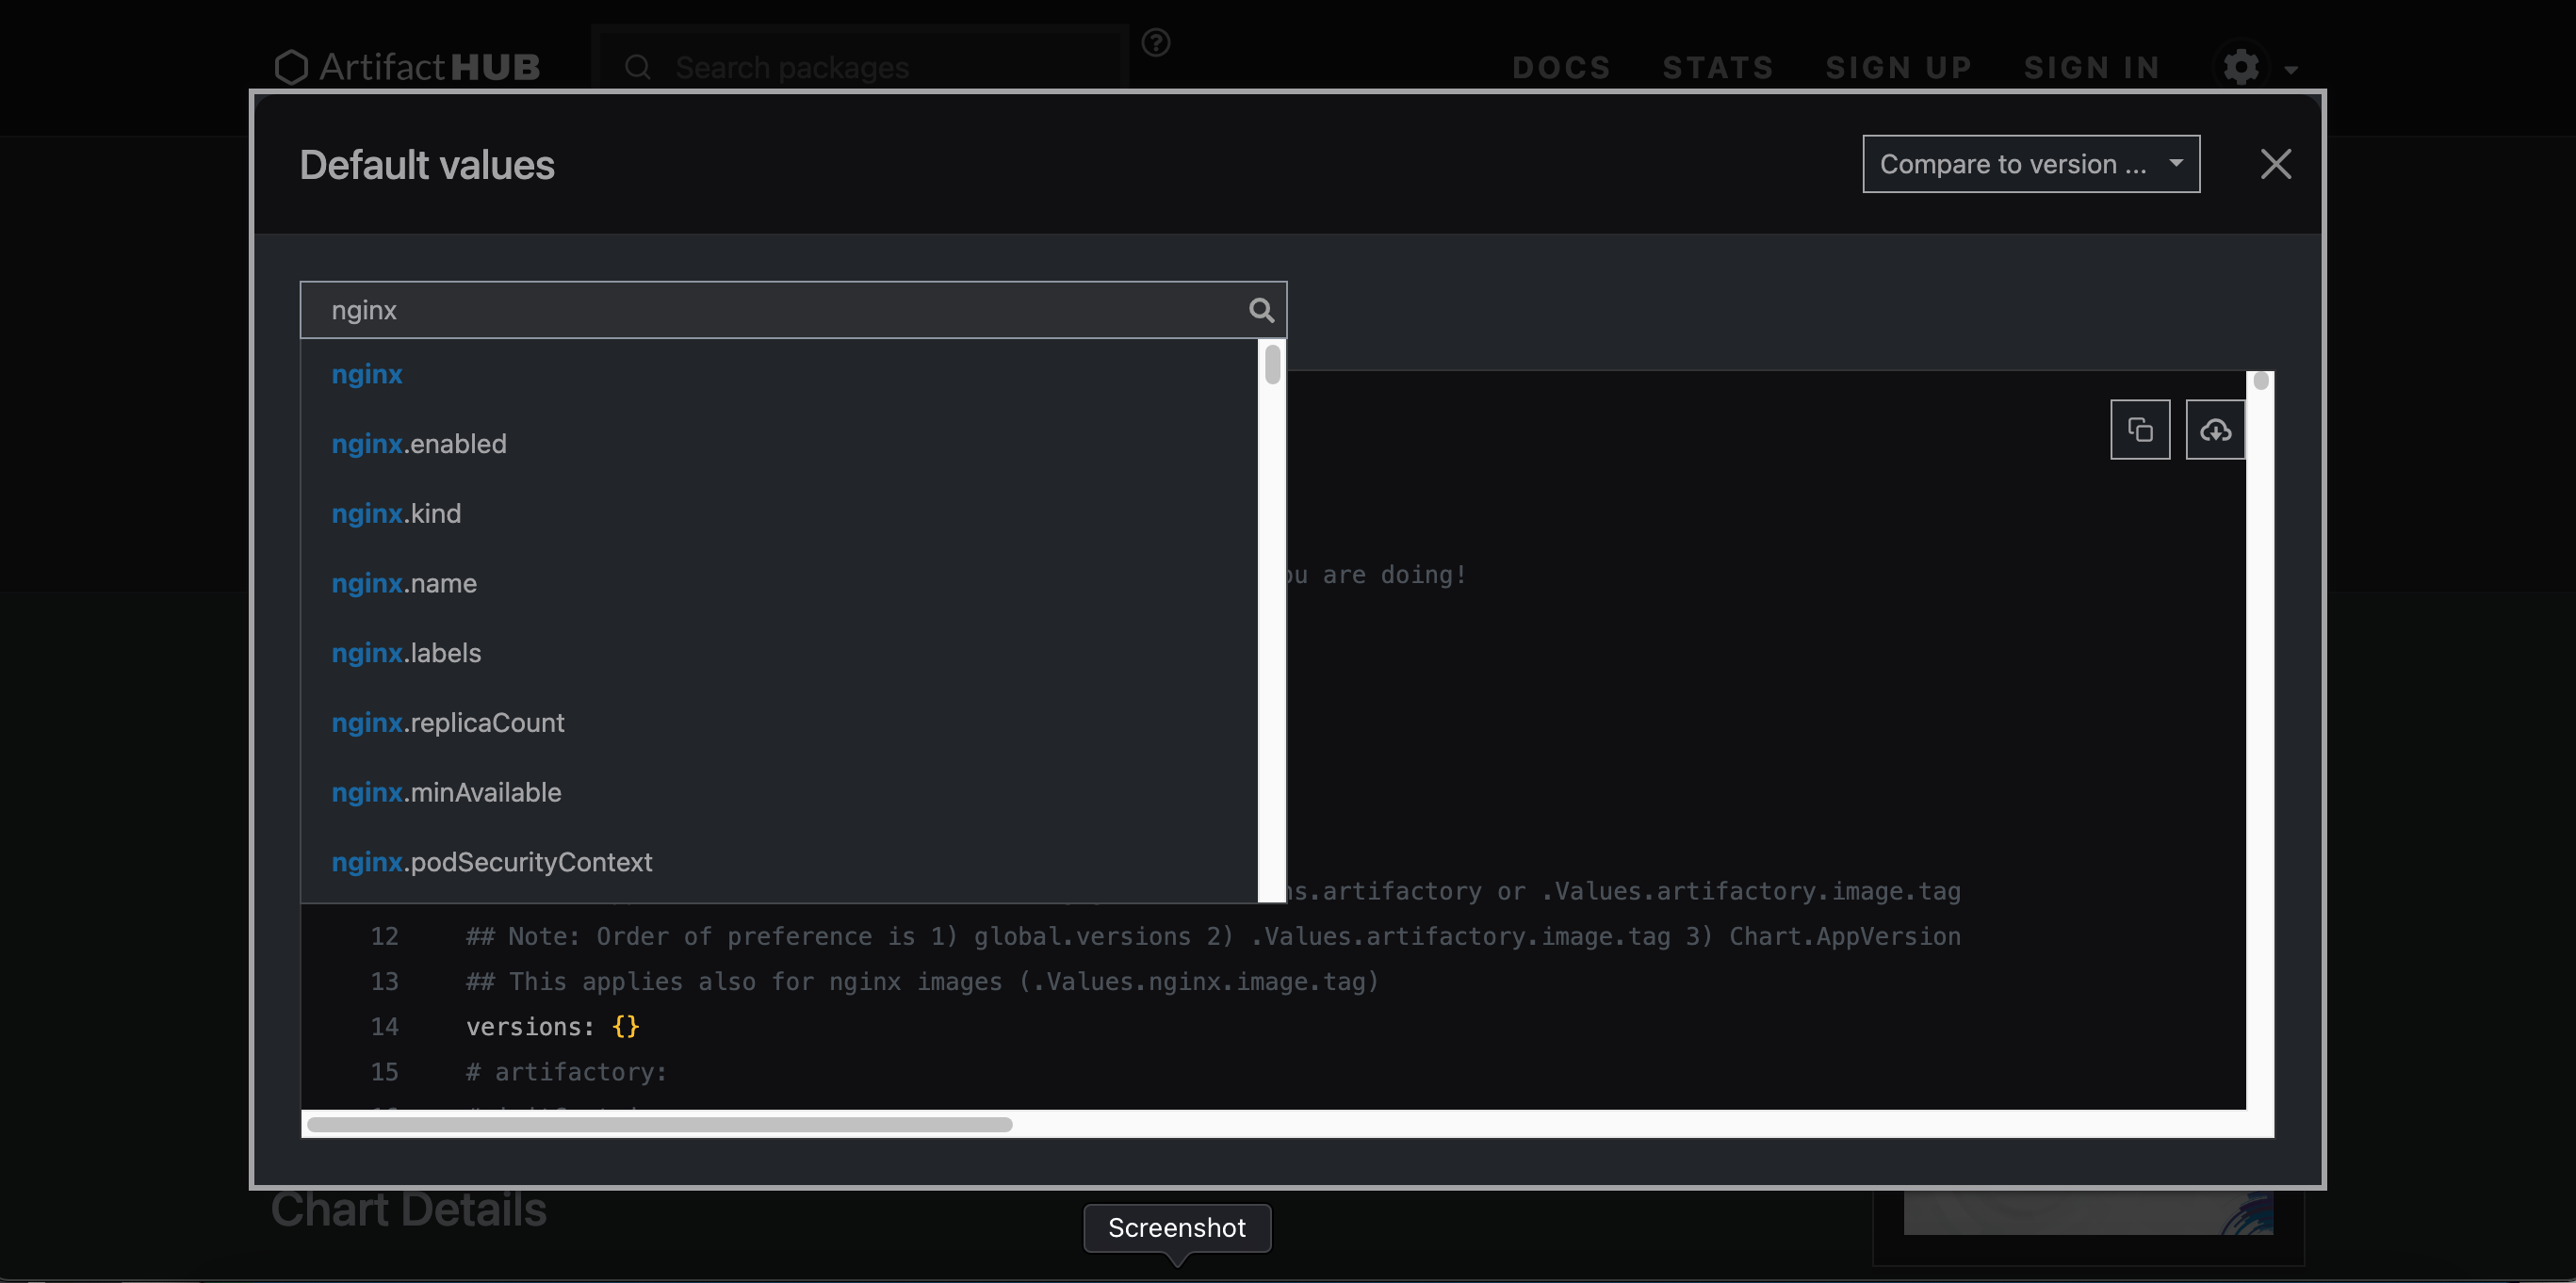 ArtifactHUB
Search packages
DOCS STATS SIGN UP SIGN IN
Default values
Compare to version ...
nginx
nginx
nginx.enabled
nginx.kind
nginx.name
nginx.labels
nginx.replicaCount
nginx.minAvailable
nginx.podSecurityContext
u are doing!
s.artifactory or .Values.artifactory.image.tag
12 ## Note: Order of preference is 1) global.versions 2) .Values.artifactory.image.tag 3) Chart.AppVersion
13 ## This applies also for nginx images (.Values.nginx.image.tag)
14 versions: {}
15 # artifactory:
Chart Details
Screenshot